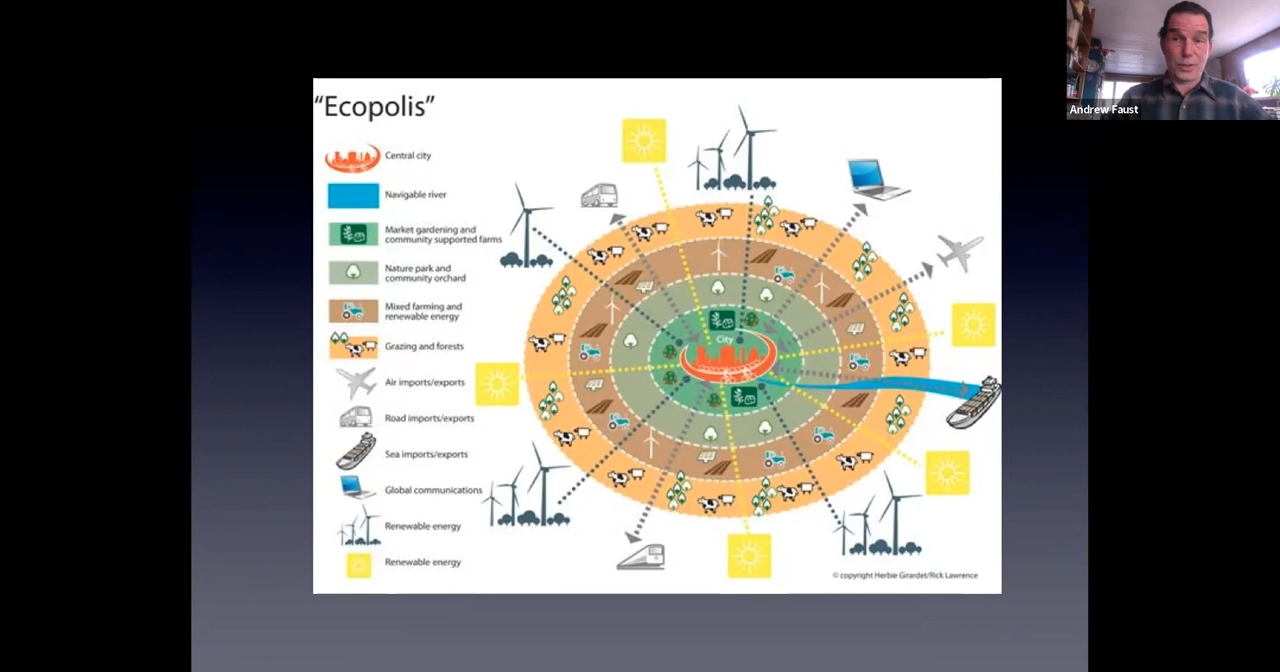 Andrew Faust
"Ecopolis"
Central city
Navigable river
Market gardening and
community supported farms
Nature park and
community orchard
Mixed farming and
renewable energy
Grazing and forests
Air imports/exports
Road imports/exports
Sea imports/exports
Global communications
Renewable energy
Renewable energy
City
© copyright Herbie Girardet/Rick Lawrence